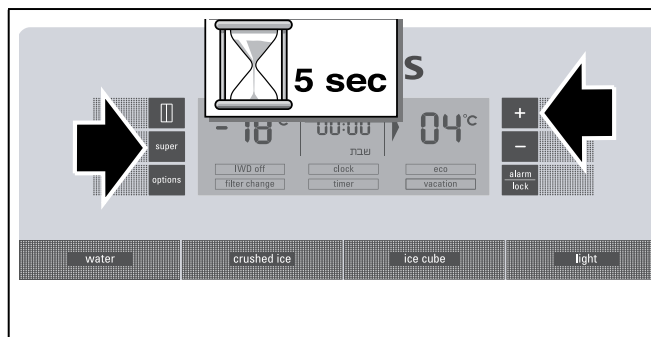 5 sec
S
super
options
- 18 °C
00:00
שבת
04 °C
IWD off
clock
eco
filter change
timer
vacation
+
−
alarm
lock
water
crushed ice
ice cube
light